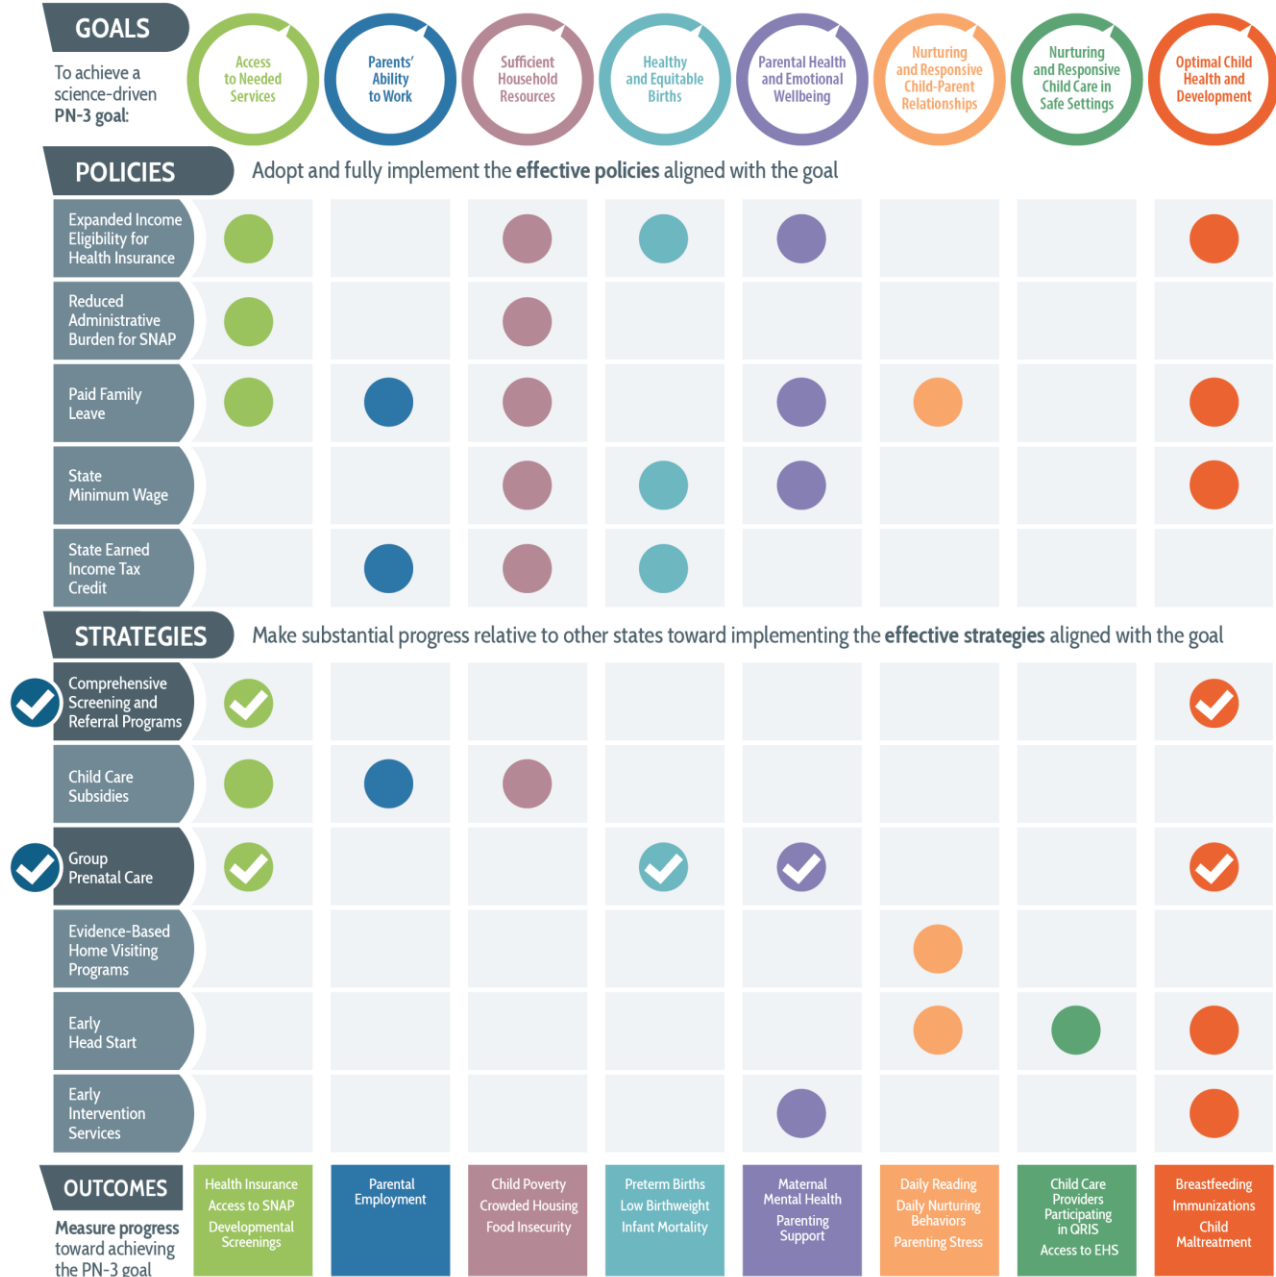 GOALS
To achieve a
science-driven
PN-3 goal:
Access
to Needed
Services
Parents'
Ability
to Work
Sufficient
Household
Resources
Healthy
and Equitable
Births
Parental Health
and Emotional
Wellbeing
Nurturing
and Responsive
Child-Parent
Relationships
Nurturing
and Responsive
Child Care in
Safe Settings
Optimal Child
Health and
Development
POLICIES
Adopt and fully implement the effective policies aligned with the goal
Expanded Income
Eligibility for
Health Insurance
Reduced
Administrative
Burden for SNAP
Paid Family
Leave
State
Minimum Wage
State Earned
Income Tax
Credit
STRATEGIES
Make substantial progress relative to other states toward implementing the effective strategies aligned with the goal
Comprehensive
Screening and
Referral Programs
Child Care
Subsidies
Group
Prenatal Care
Evidence-Based
Home Visiting
Programs
Early
Head Start
Early
Intervention
Services
OUTCOMES
Measure progress
toward achieving
the PN-3 goal
Health Insurance
Access to SNAP
Developmental
Screenings
Parental
Employment
Child Poverty
Crowded Housing
Food Insecurity
Preterm Births
Low Birthweight
Infant Mortality
Maternal
Mental Health
Parenting
Support
Daily Reading
Daily Nurturing
Behaviors
Parenting Stress
Child Care
Providers
Participating
in QRIS
Access to EHS
Breastfeeding
Immunizations
Child
Maltreatment